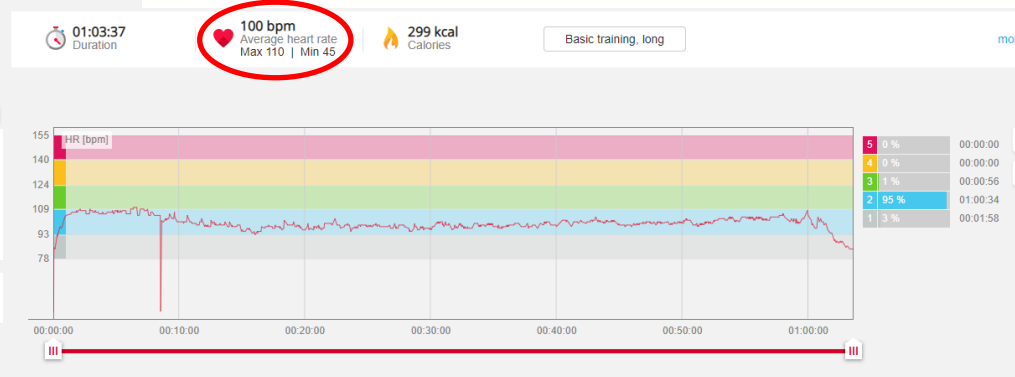 01:03:37
Duration
100 bpm
Average heart rate
Max 110 | Min 45
299 kcal
Calories
Basic training, long
mo
HR [bpm]
155
140
124
109
93
78
5 0 % 00:00:00
4 0 % 00:00:00
3 1 % 00:00:56
2 95 % 01:00:34
1 3 % 00:01:58
00:00:00 00:10:00 00:20:00 00:30:00 00:40:00 00:50:00 01:00:00